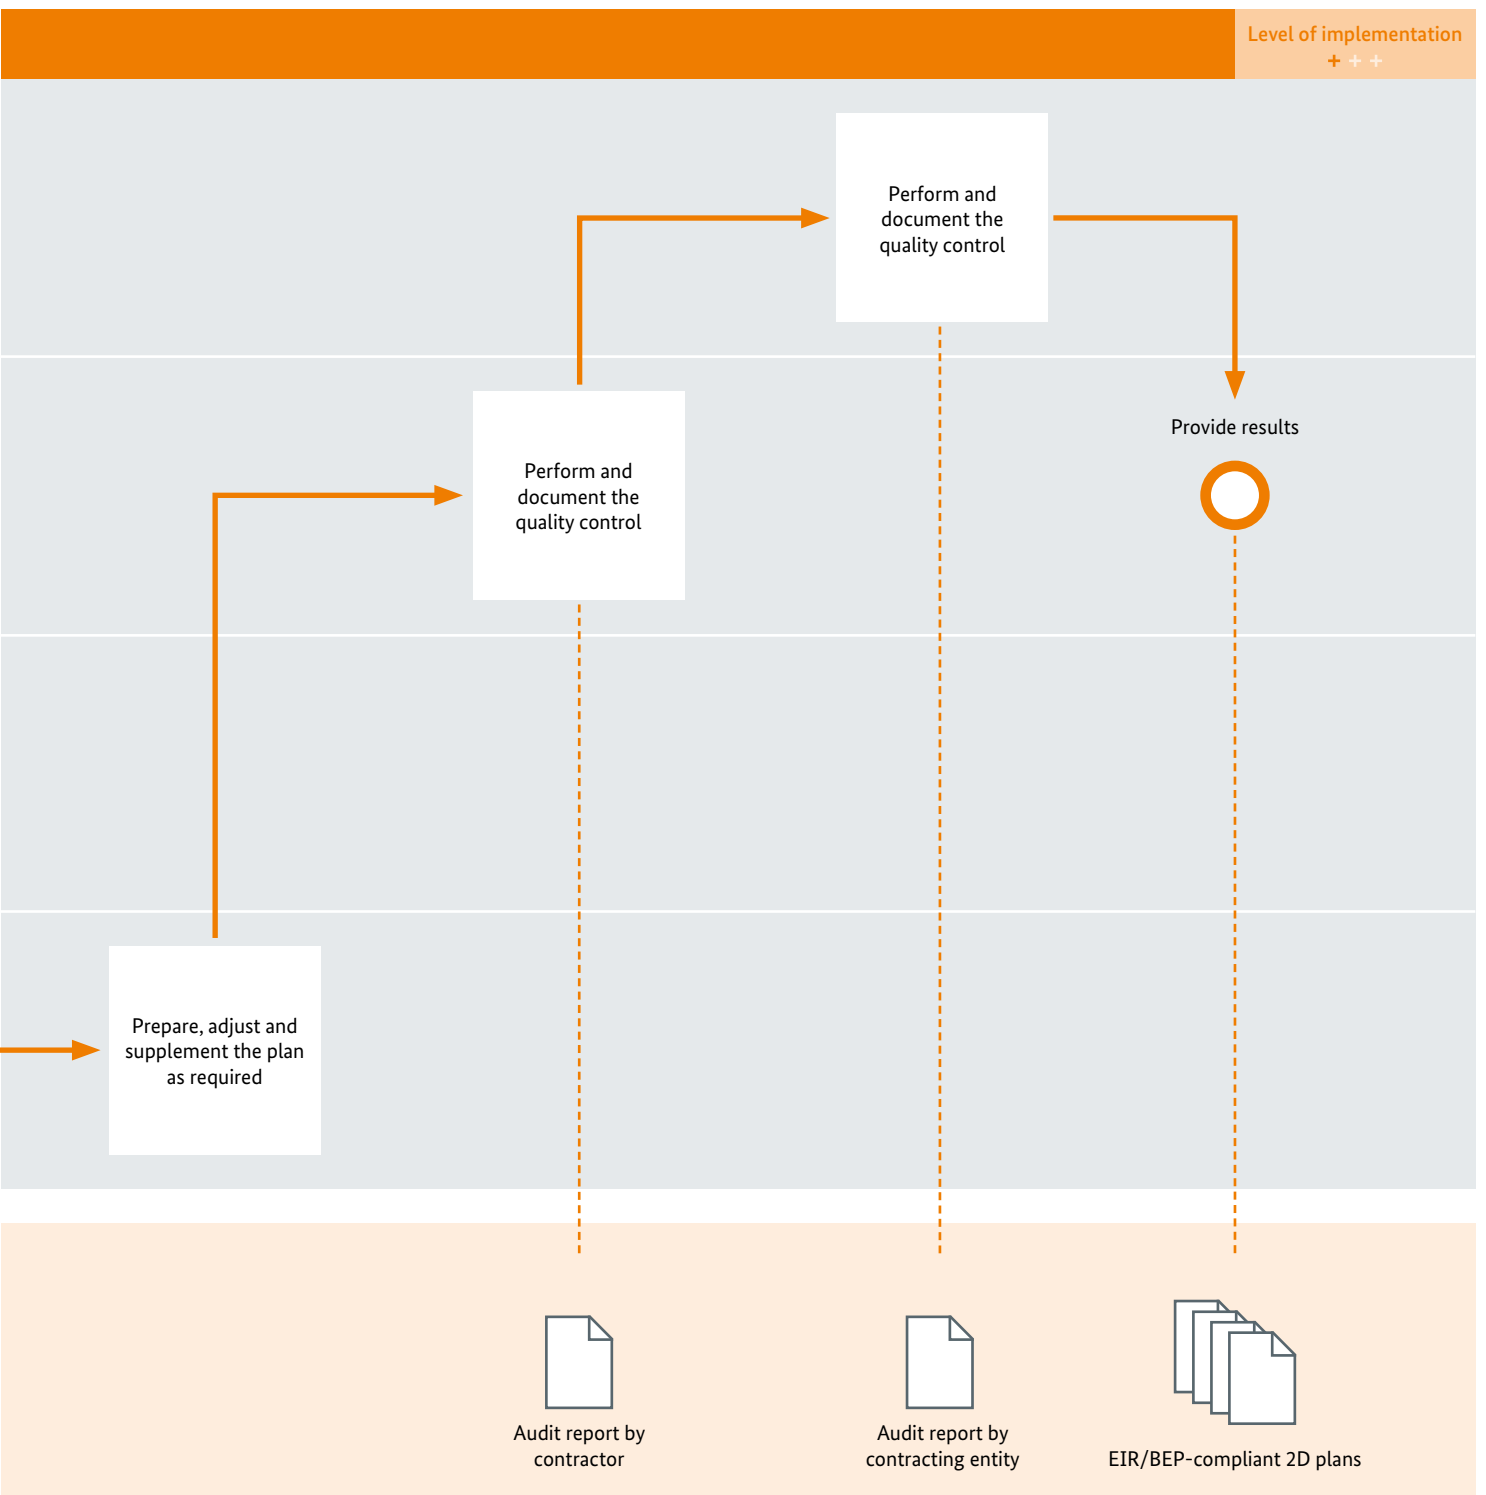 Level of implementation
+ + +
Perform and
document the
quality control
Provide results
Perform and
document the
quality control
Prepare, adjust and
supplement the plan
as required
Audit report by
contractor
Audit report by
contracting entity
EIR/BEP-compliant 2D plans